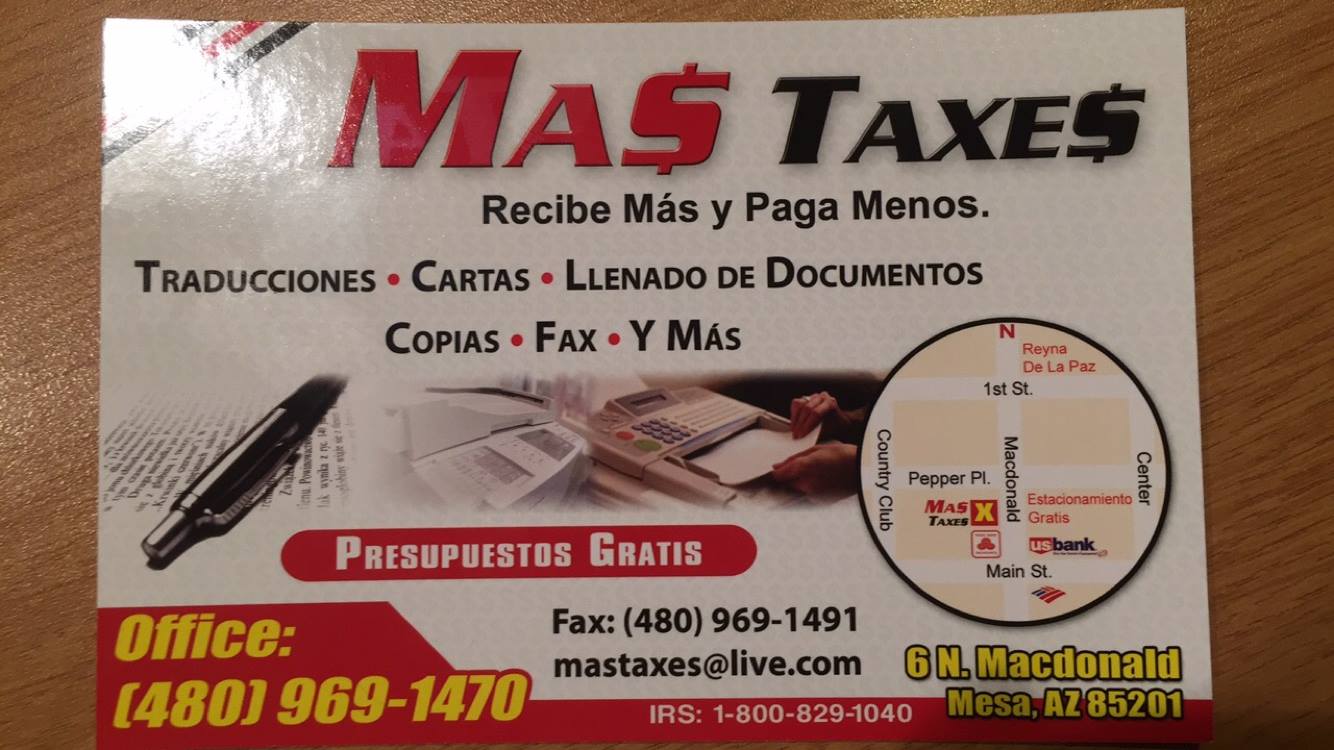 MA$ TAXE$
Recibe Más y Paga Menos.
TRADUCCIONES • CARTAS • LLENADO DE DOCUMENTOS
COPIAS • FAX • Y MÁS
N
Reyna
De La Paz
1st St.
Country Club
Macdonald
Center
Pepper Pl.
MA$
TAXES
X
Estacionamiento
Gratis
usbank
Main St.
PRESUPUESTOS GRATIS
Office:
(480) 969-1470
Fax: (480) 969-1491
mastaxes@live.com
IRS: 1-800-829-1040
6 N. Macdonald
Mesa, AZ 85201